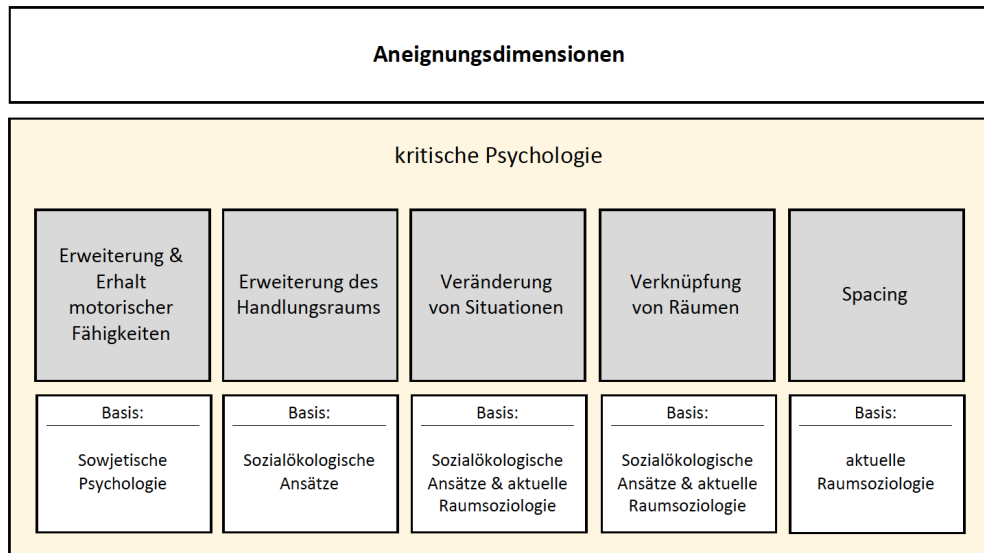 Aneignungsdimensionen
kritische Psychologie
Erweiterung &
Erhalt
motorischer
Fähigkeiten
Erweiterung des
Handlungsraums
Veränderung
von Situationen
Verknüpfung
von Räumen
Spacing
Basis:
Sowjetische
Psychologie
Basis:
Sozialökologische
Ansätze
Basis:
Sozialökologische
Ansätze & aktuelle
Raumsoziologie
Basis:
Sozialökologische
Ansätze & aktuelle
Raumsoziologie
Basis:
aktuelle
Raumsoziologie